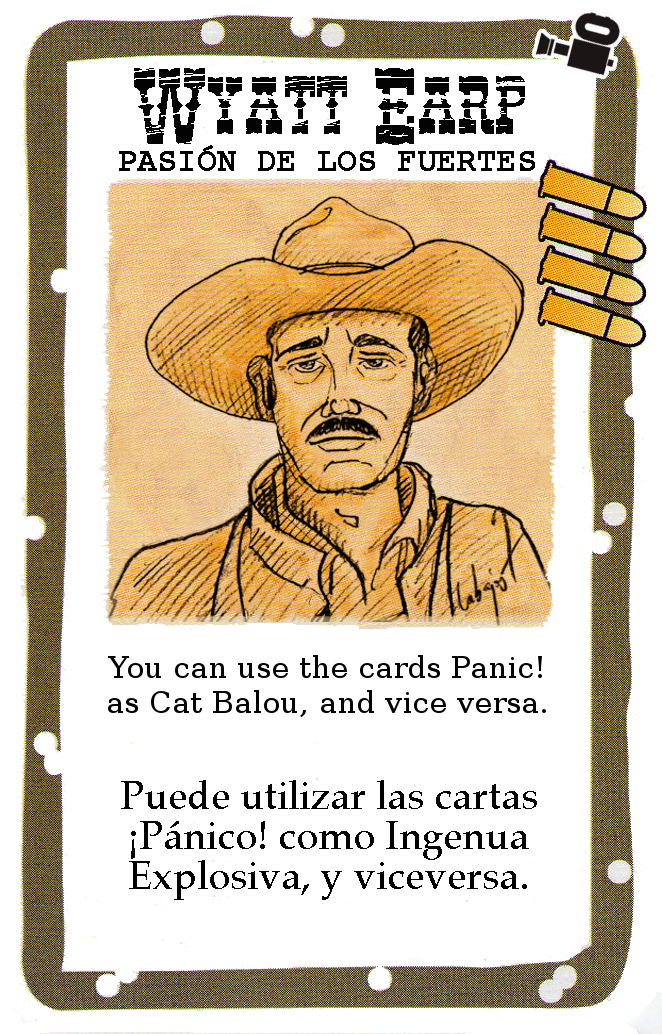 Wyatt Earp
PASIÓN DE LOS FUERTES
You can use the cards Panic!
as Cat Balou, and vice versa.
Puede utilizar las cartas
¡Pánico! como Ingenua
Explosiva, y viceversa.